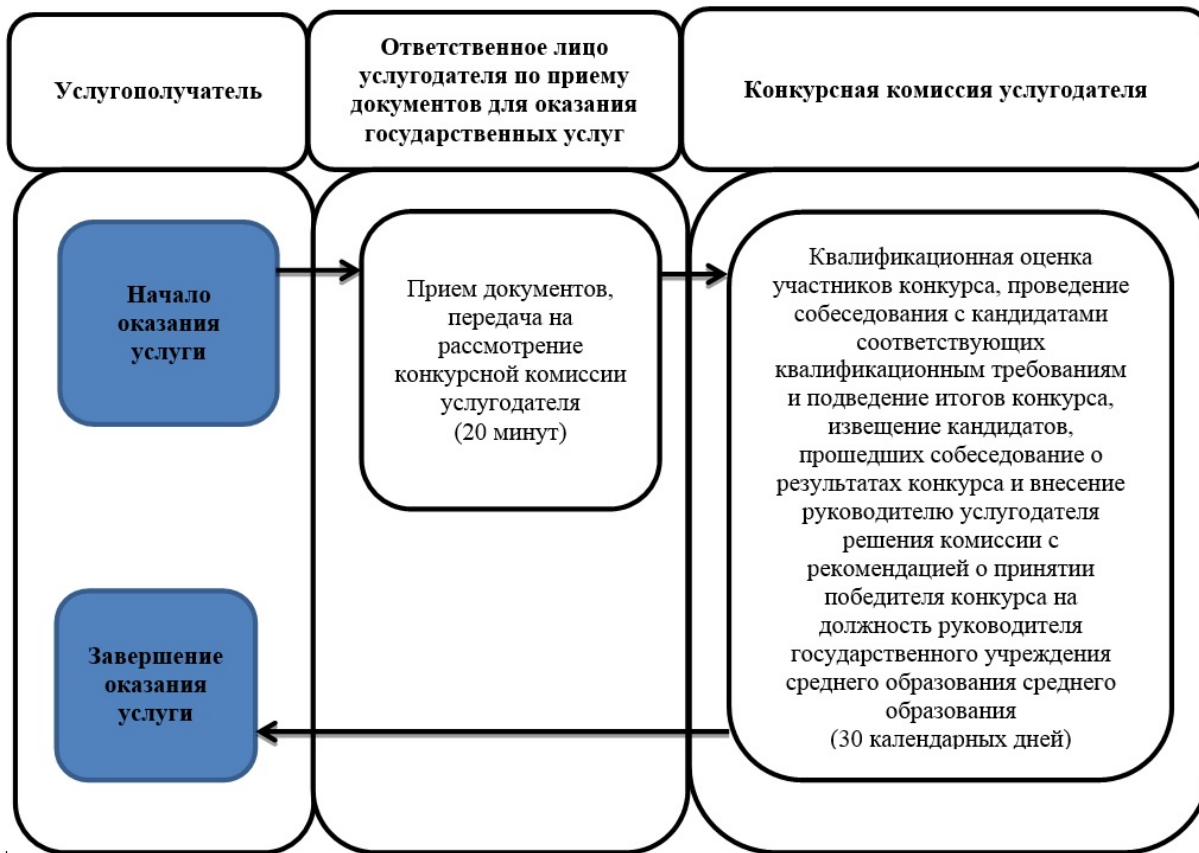 Услугополучатель
Ответственное лицо
услугодателя по приему
документов для оказания
государственных услуг
Конкурсная комиссия услугодателя
Начало
оказания
услуги
Прием документов,
передача на
рассмотрение
конкурсной комиссии
услугодателя
(20 минут)
Квалификационная оценка
участников конкурса, проведение
собеседования с кандидатами
соответствующих
квалификационным требованиям
и подведение итогов конкурса,
извещение кандидатов,
прошедших собеседование о
результатах конкурса и внесение
руководителю услугодателя
решения комиссии с
рекомендацией о принятии
победителя конкурса на
должность руководителя
государственного учреждения
среднего образования среднего
образования
(30 календарных дней)
Завершение
оказания
услуги